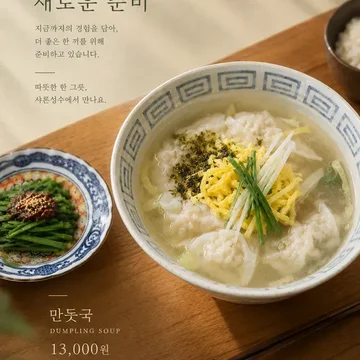 새로운 준비
지금까지의 경험을 담아,
더 좋은 한 끼를 위해
준비하고 있습니다.
따뜻한 한 그릇,
샤론성수에서 만나요.
만둣국
DUMPLING SOUP
13,000원